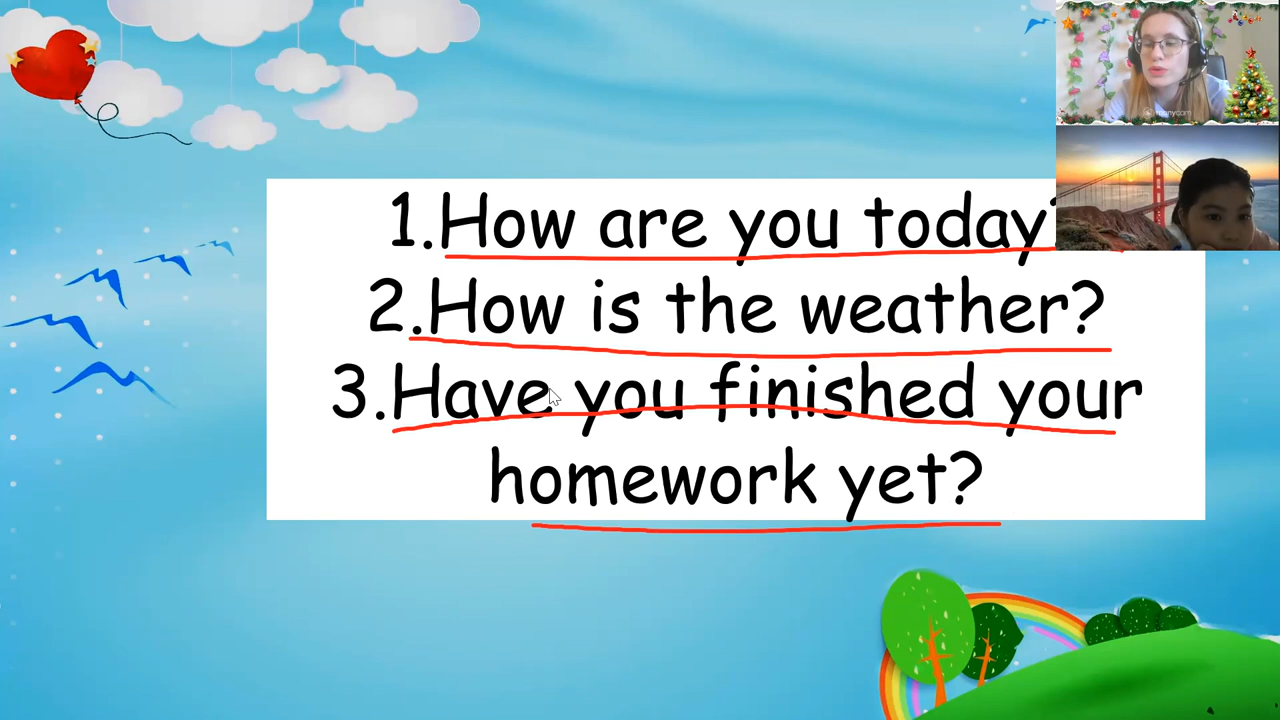 1.How are you today?
2.How is the weather?
3.Have you finished your
homework yet?